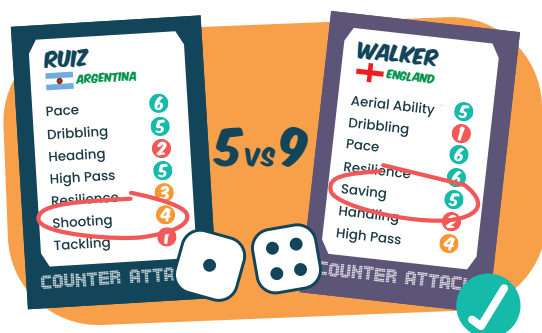 RUIZ
ARGENTINA
Pace 6
Dribbling 5
Heading 2
High Pass 5
Resilience 3
Shooting 4
Tackling 1
COUNTER ATTA
5 vs 9
WALKER
ENGLAND
Aerial Ability 5
Dribbling 1
Pace 6
Resilience 6
Saving 5
Handling 2
High Pass 4
COUNTER ATTACK